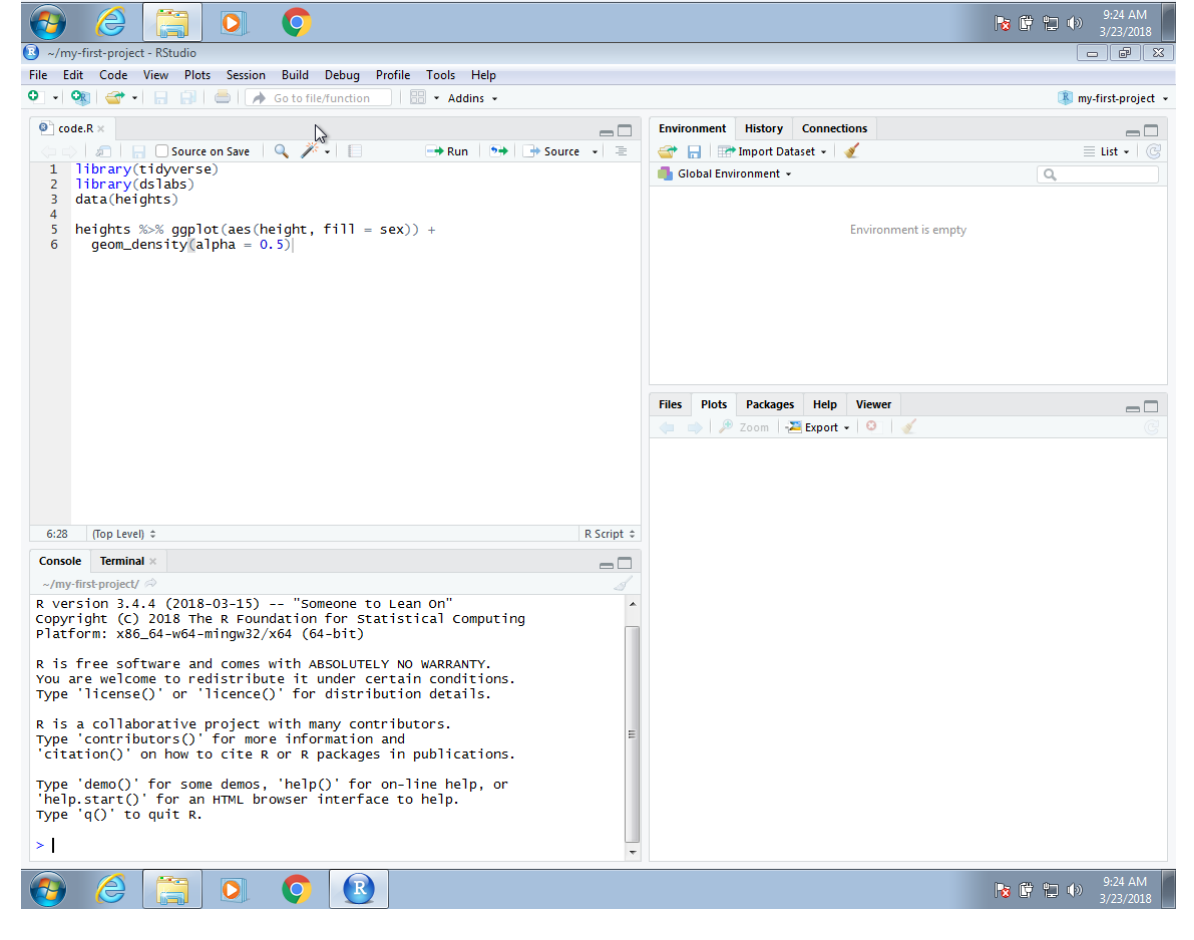 9:24 AM
3/23/2018
~/my-first-project - RStudio
File Edit Code View Plots Session Build Debug Profile Tools Help
Go to file/function Addins my-first-project
code.R
Source on Save Run Source
1 library(tidyverse)
2 library(dslabs)
3 data(heights)
4
5 heights %>% ggplot(aes(height, fill = sex)) +
6 geom_density(alpha = 0.5)
6:28 (Top Level) R Script
Console Terminal
~/my-first-project/
R version 3.4.4 (2018-03-15) -- "Someone to Lean On"
Copyright (C) 2018 The R Foundation for Statistical Computing
Platform: x86_64-w64-mingw32/x64 (64-bit)
R is free software and comes with ABSOLUTELY NO WARRANTY.
You are welcome to redistribute it under certain conditions.
Type 'license()' or 'licence()' for distribution details.
R is a collaborative project with many contributors.
Type 'contributors()' for more information and
'citation()' on how to cite R or R packages in publications.
Type 'demo()' for some demos, 'help()' for on-line help, or
'help.start()' for an HTML browser interface to help.
Type 'q()' to quit R.
>
Environment History Connections
Import Dataset List
Global Environment
Environment is empty
Files Plots Packages Help Viewer
Zoom Export
9:24 AM
3/23/2018